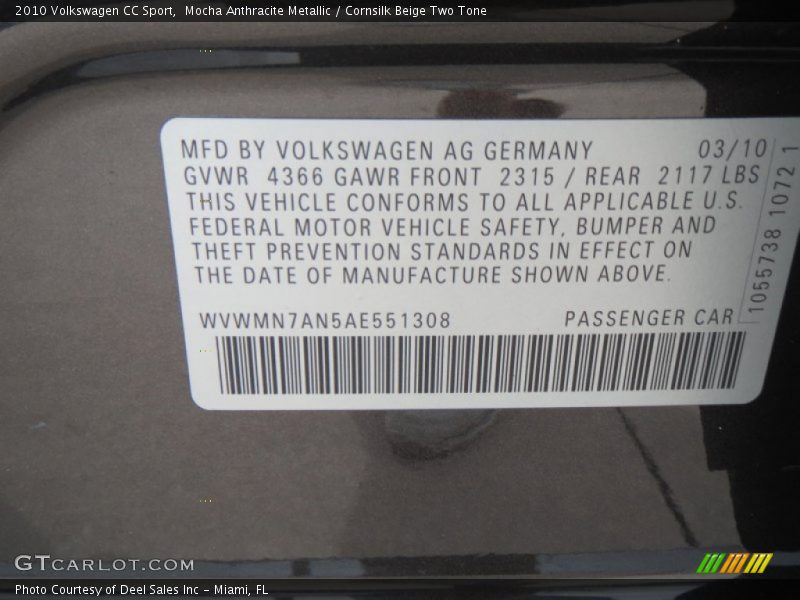 2010 Volkswagen CC Sport,  Mocha Anthracite Metallic / Cornsilk Beige Two Tone
MFD BY VOLKSWAGEN AG GERMANY 03/10
GVWR 4366 GAWR FRONT 2315 / REAR 2117 LBS
THIS VEHICLE CONFORMS TO ALL APPLICABLE U.S.
FEDERAL MOTOR VEHICLE SAFETY, BUMPER AND
THEFT PREVENTION STANDARDS IN EFFECT ON
THE DATE OF MANUFACTURE SHOWN ABOVE.
WVWMN7AN5AE551308 PASSENGER CAR
1055738 1072 1
GTCARLOT.COM
Photo Courtesy of Deel Sales Inc - Miami, FL